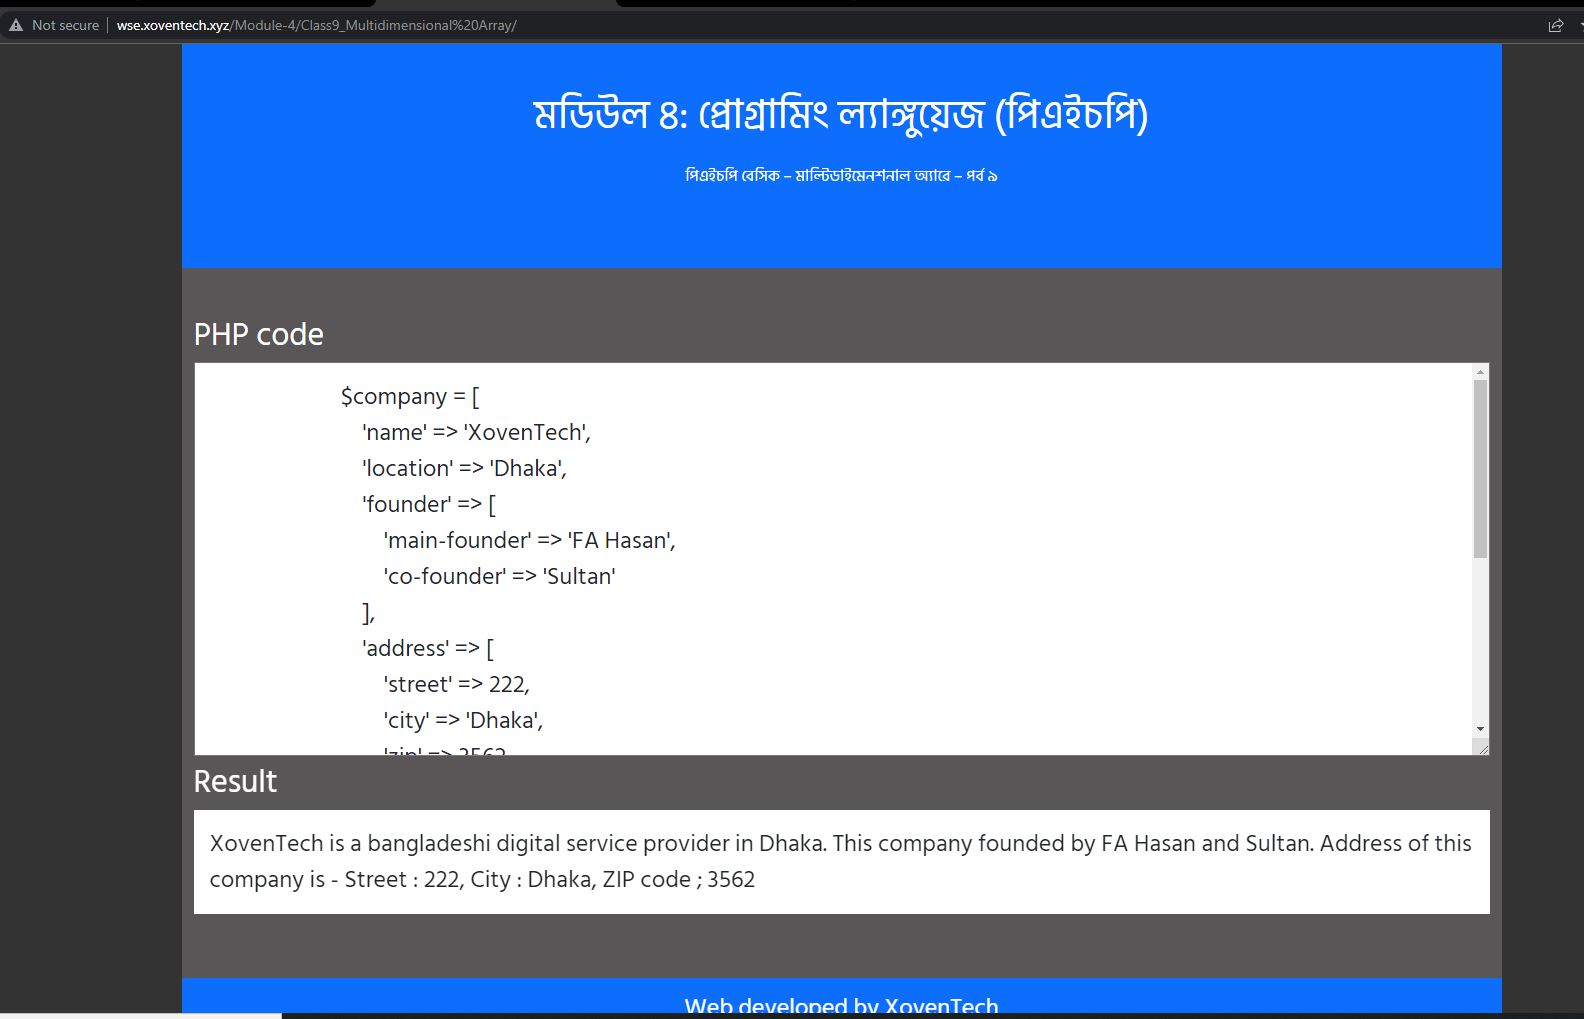 Not secure | wse.xoventech.xyz/Module-4/Class9_Multidimensional%20Array/
মডিউল ৪: প্রোগ্রামিং ল্যাঙ্গুয়েজ (পিএইচপি)
পিএইচপি বেসিক – মাল্টিডাইমেনশনাল অ্যারে – পর্ব ৯
PHP code
$company = [
'name' => 'XovenTech',
'location' => 'Dhaka',
'founder' => [
'main-founder' => 'FA Hasan',
'co-founder' => 'Sultan'
],
'address' => [
'street' => 222,
'city' => 'Dhaka',
'zip' => 3562
Result
XovenTech is a bangladeshi digital service provider in Dhaka. This company founded by FA Hasan and Sultan. Address of this
company is - Street : 222, City : Dhaka, ZIP code ; 3562
Web developed by XovenTech